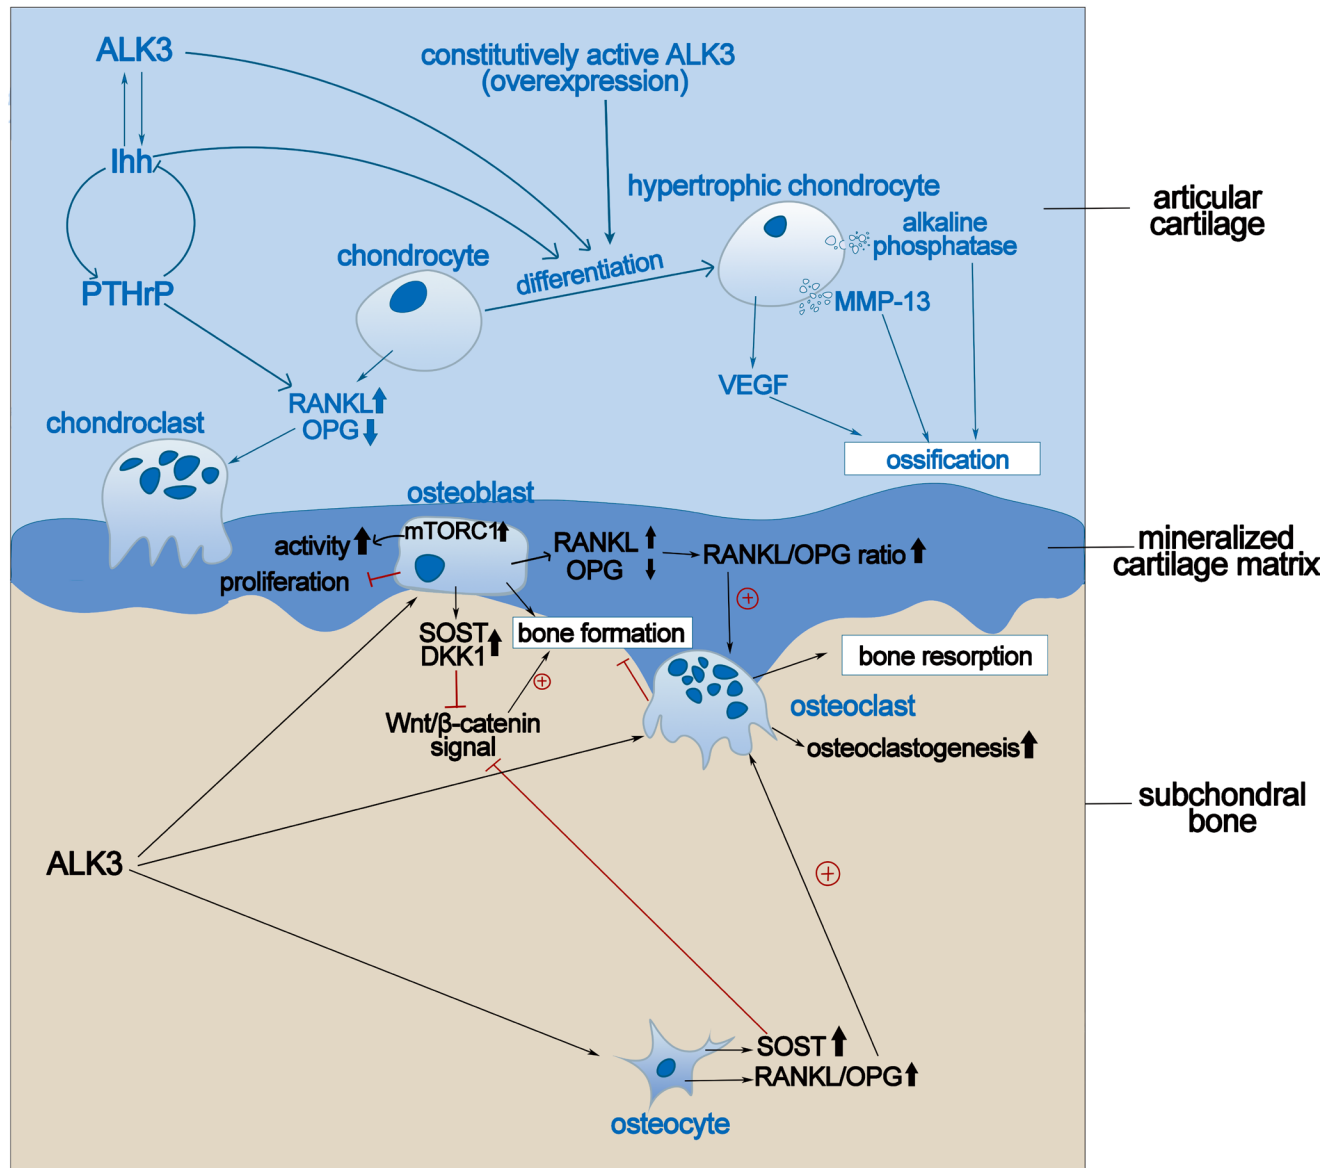 ALK3
constitutively active ALK3
(overexpression)
Ihh
hypertrophic chondrocyte
articular
cartilage
alkaline
phosphatase
chondrocyte
differentiation
PTHrP
MMP-13
VEGF
RANKL
OPG
chondroclast
ossification
osteoblast
mTORC1
activity
proliferation
RANKL
OPG
RANKL/OPG ratio
mineralized
cartilage matrix
+
SOST
DKK1
bone formation
bone resorption
+
Wnt/β-catenin
signal
osteoclast
osteoclastogenesis
subchondral
bone
ALK3
+
SOST
RANKL/OPG
osteocyte